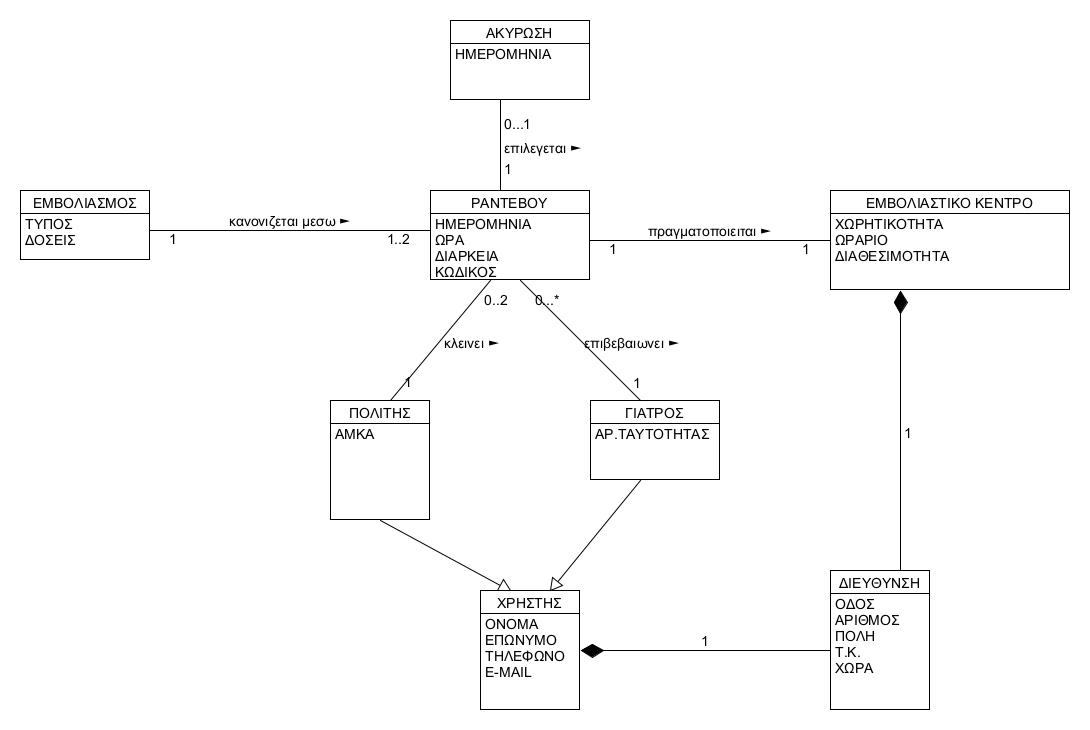 ΑΚΥΡΩΣΗ
ΗΜΕΡΟΜΗΝΙΑ
0...1
επιλεγεται ►
1
ΕΜΒΟΛΙΑΣΜΟΣ
ΤΥΠΟΣ
ΔΟΣΕΙΣ
κανονιζεται μεσω ►
1
1..2
ΡΑΝΤΕΒΟΥ
ΗΜΕΡΟΜΗΝΙΑ
ΩΡΑ
ΔΙΑΡΚΕΙΑ
ΚΩΔΙΚΟΣ
πραγματοποιειται ►
1
1
ΕΜΒΟΛΙΑΣΤΙΚΟ ΚΕΝΤΡΟ
ΧΩΡΗΤΙΚΟΤΗΤΑ
ΩΡΑΡΙΟ
ΔΙΑΘΕΣΙΜΟΤΗΤΑ
0..2
0...*
κλεινει ►
επιβεβαιωνει ►
1
1
ΠΟΛΙΤΗΣ
ΑΜΚΑ
ΓΙΑΤΡΟΣ
ΑΡ.ΤΑΥΤΟΤΗΤΑΣ
1
ΧΡΗΣΤΗΣ
ΟΝΟΜΑ
ΕΠΩΝΥΜΟ
ΤΗΛΕΦΩΝΟ
E-MAIL
1
ΔΙΕΥΘΥΝΣΗ
ΟΔΟΣ
ΑΡΙΘΜΟΣ
ΠΟΛΗ
Τ.Κ.
ΧΩΡΑ